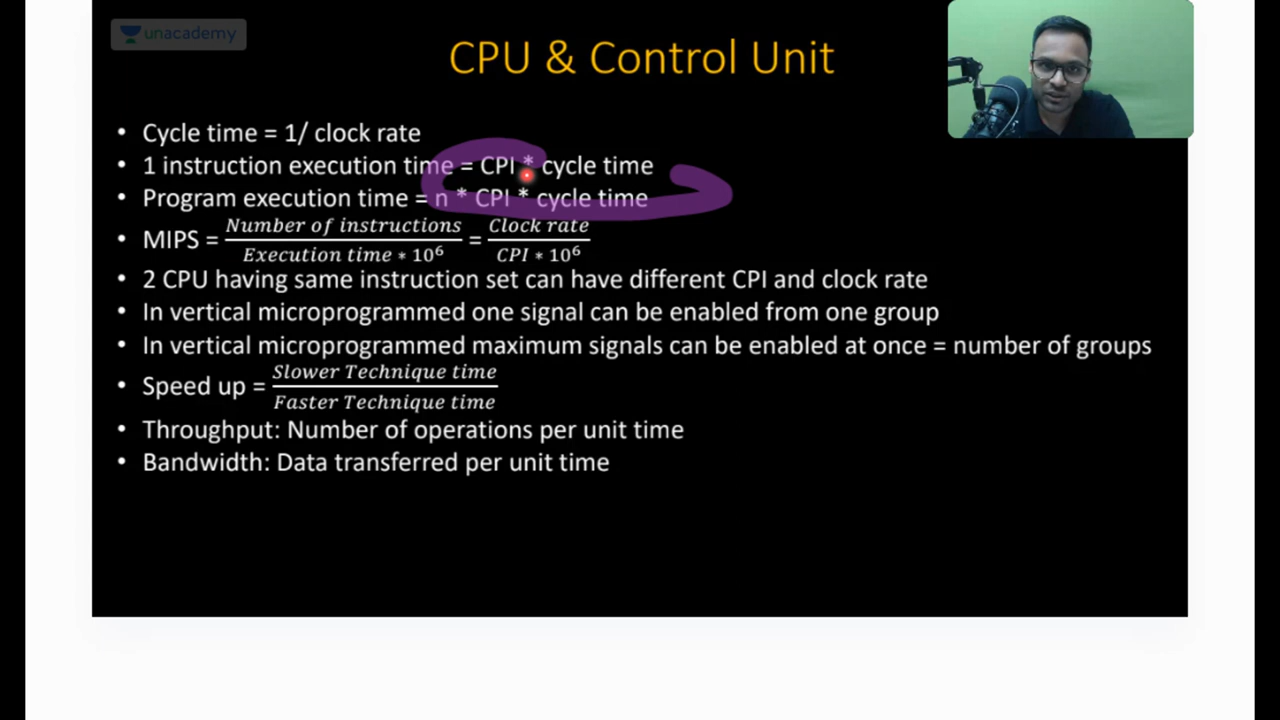 unacademy
CPU & Control Unit
• Cycle time = 1/ clock rate
• 1 instruction execution time = CPI * cycle time
• Program execution time = n * CPI * cycle time
• MIPS = Number of instructions / Execution time * 10⁶ = Clock rate / CPI * 10⁶
• 2 CPU having same instruction set can have different CPI and clock rate
• In vertical microprogrammed one signal can be enabled from one group
• In vertical microprogrammed maximum signals can be enabled at once = number of groups
• Speed up = Slower Technique time / Faster Technique time
• Throughput: Number of operations per unit time
• Bandwidth: Data transferred per unit time